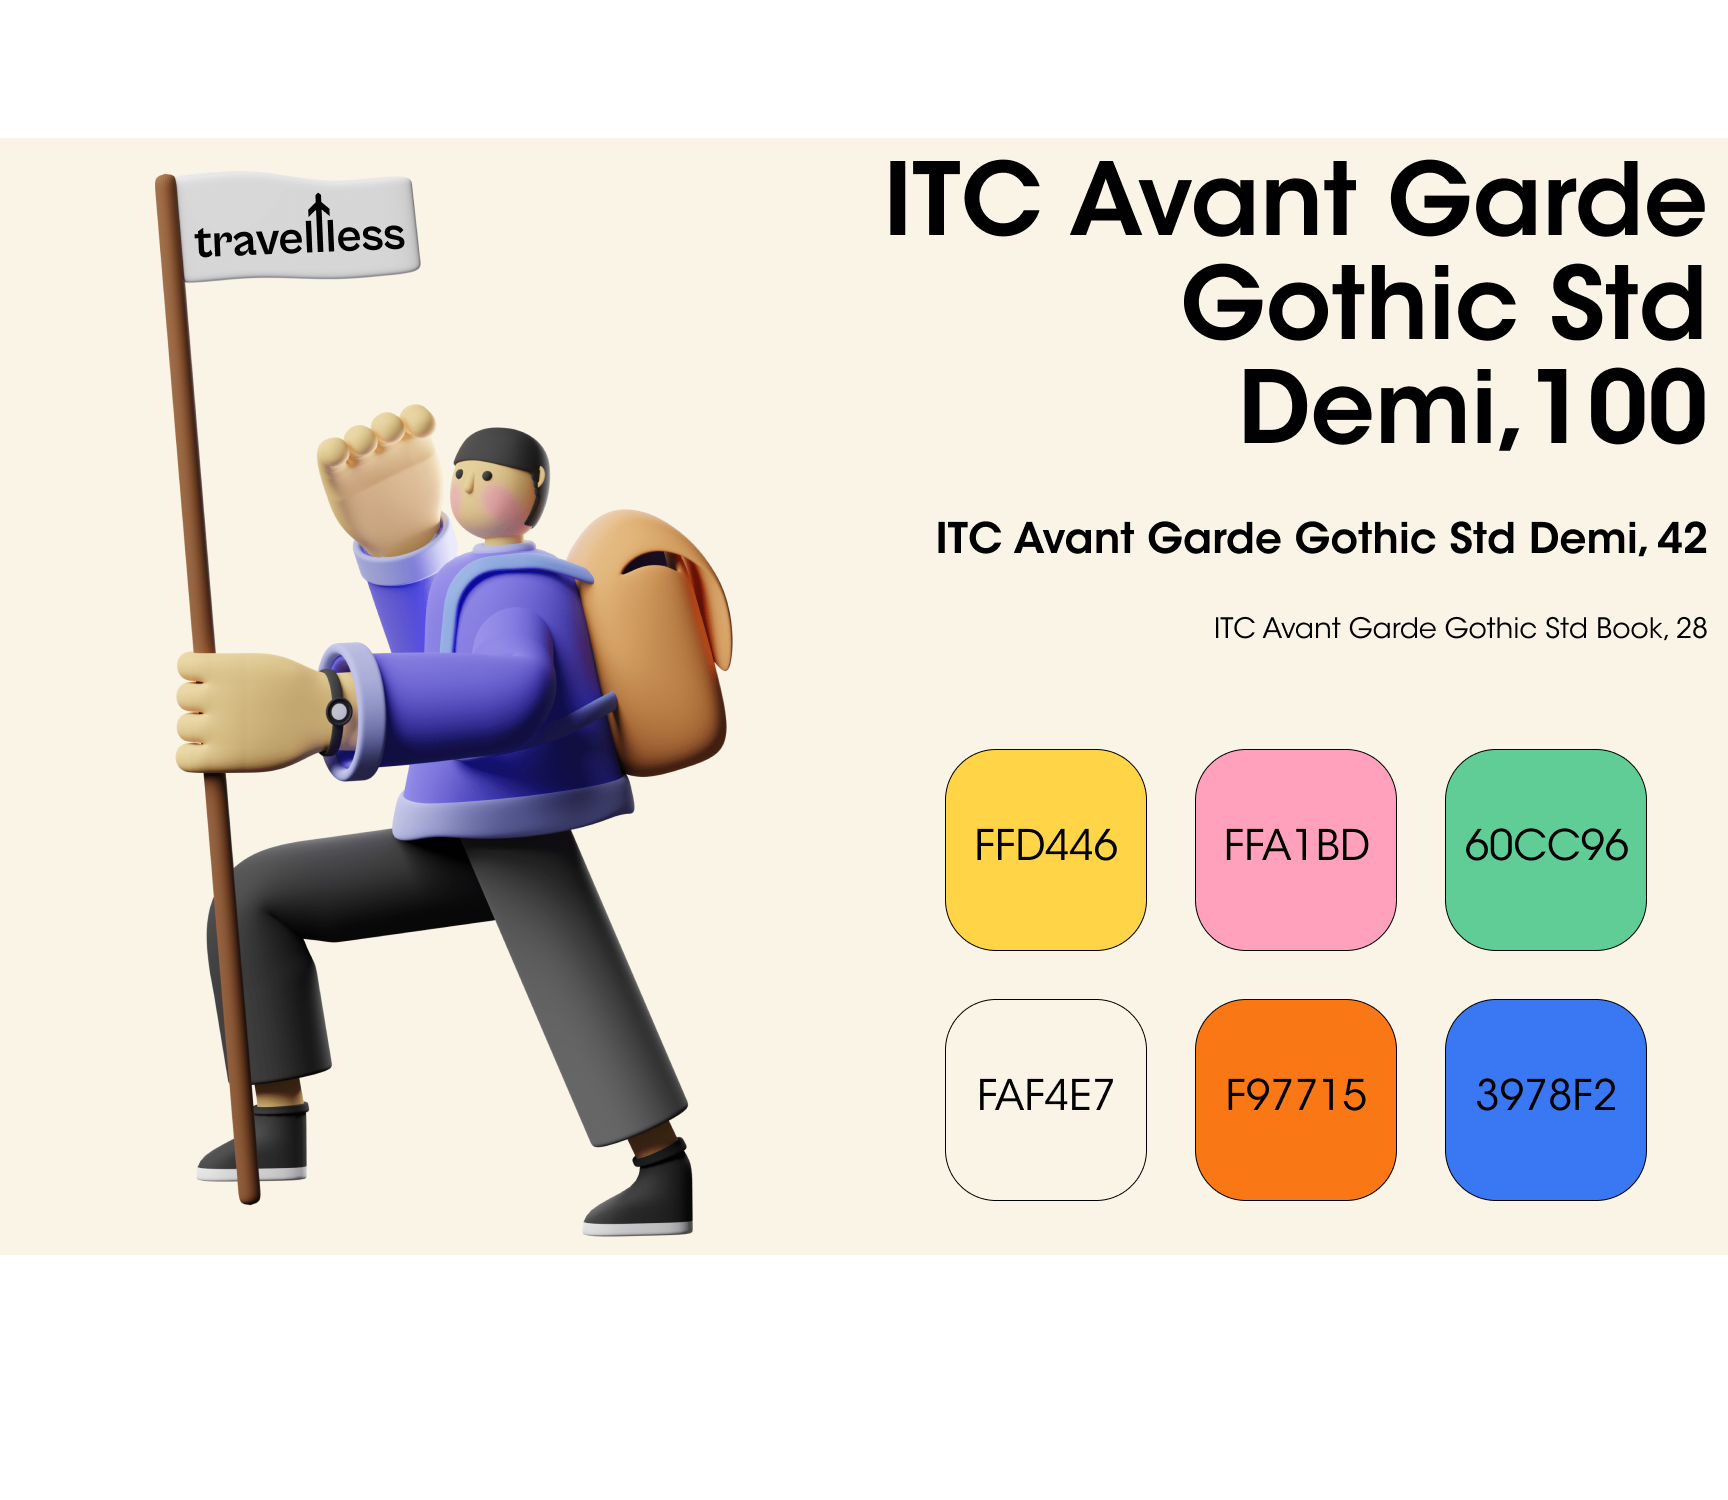 travellless
ITC Avant Garde
Gothic Std
Demi,100
ITC Avant Garde Gothic Std Demi, 42
ITC Avant Garde Gothic Std Book, 28
FFD446
FFA1BD
60CC96
FAF4E7
F97715
3978F2